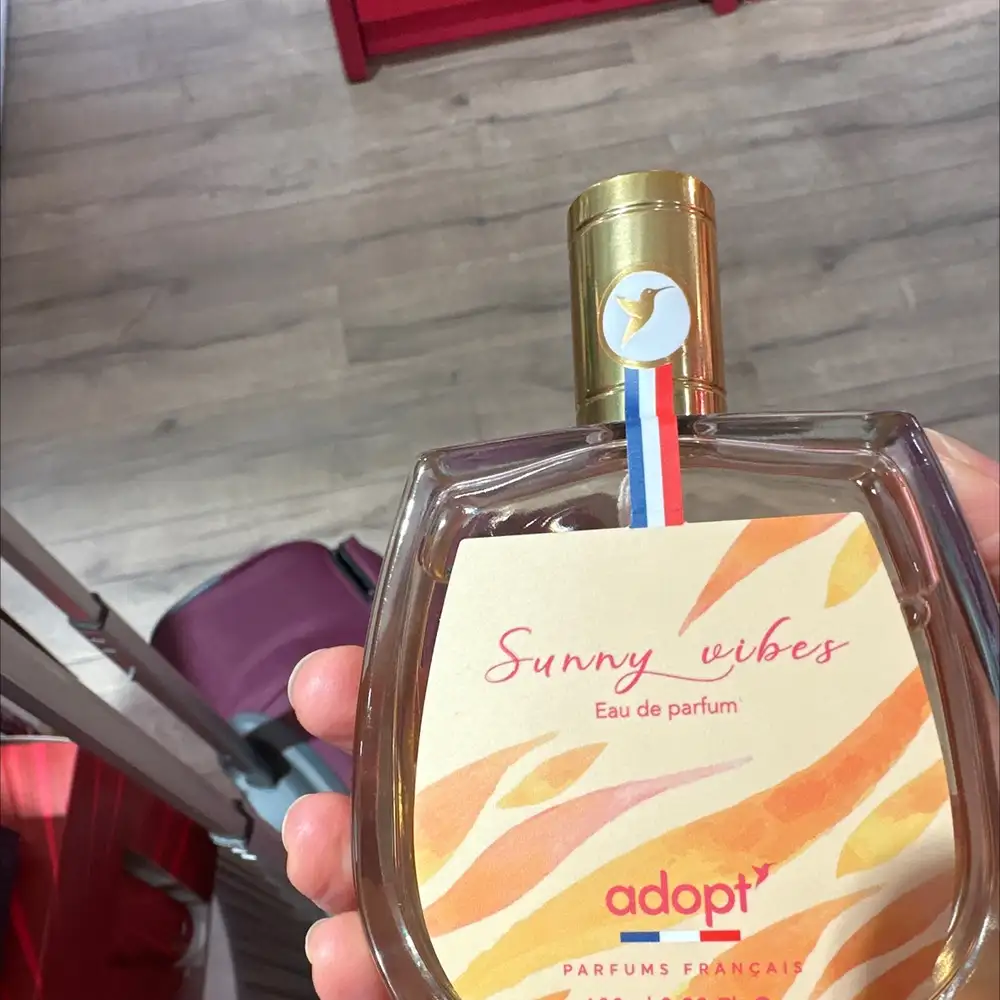 Sunny vibes
Eau de parfum
adopt
PARFUMS FRANÇAIS